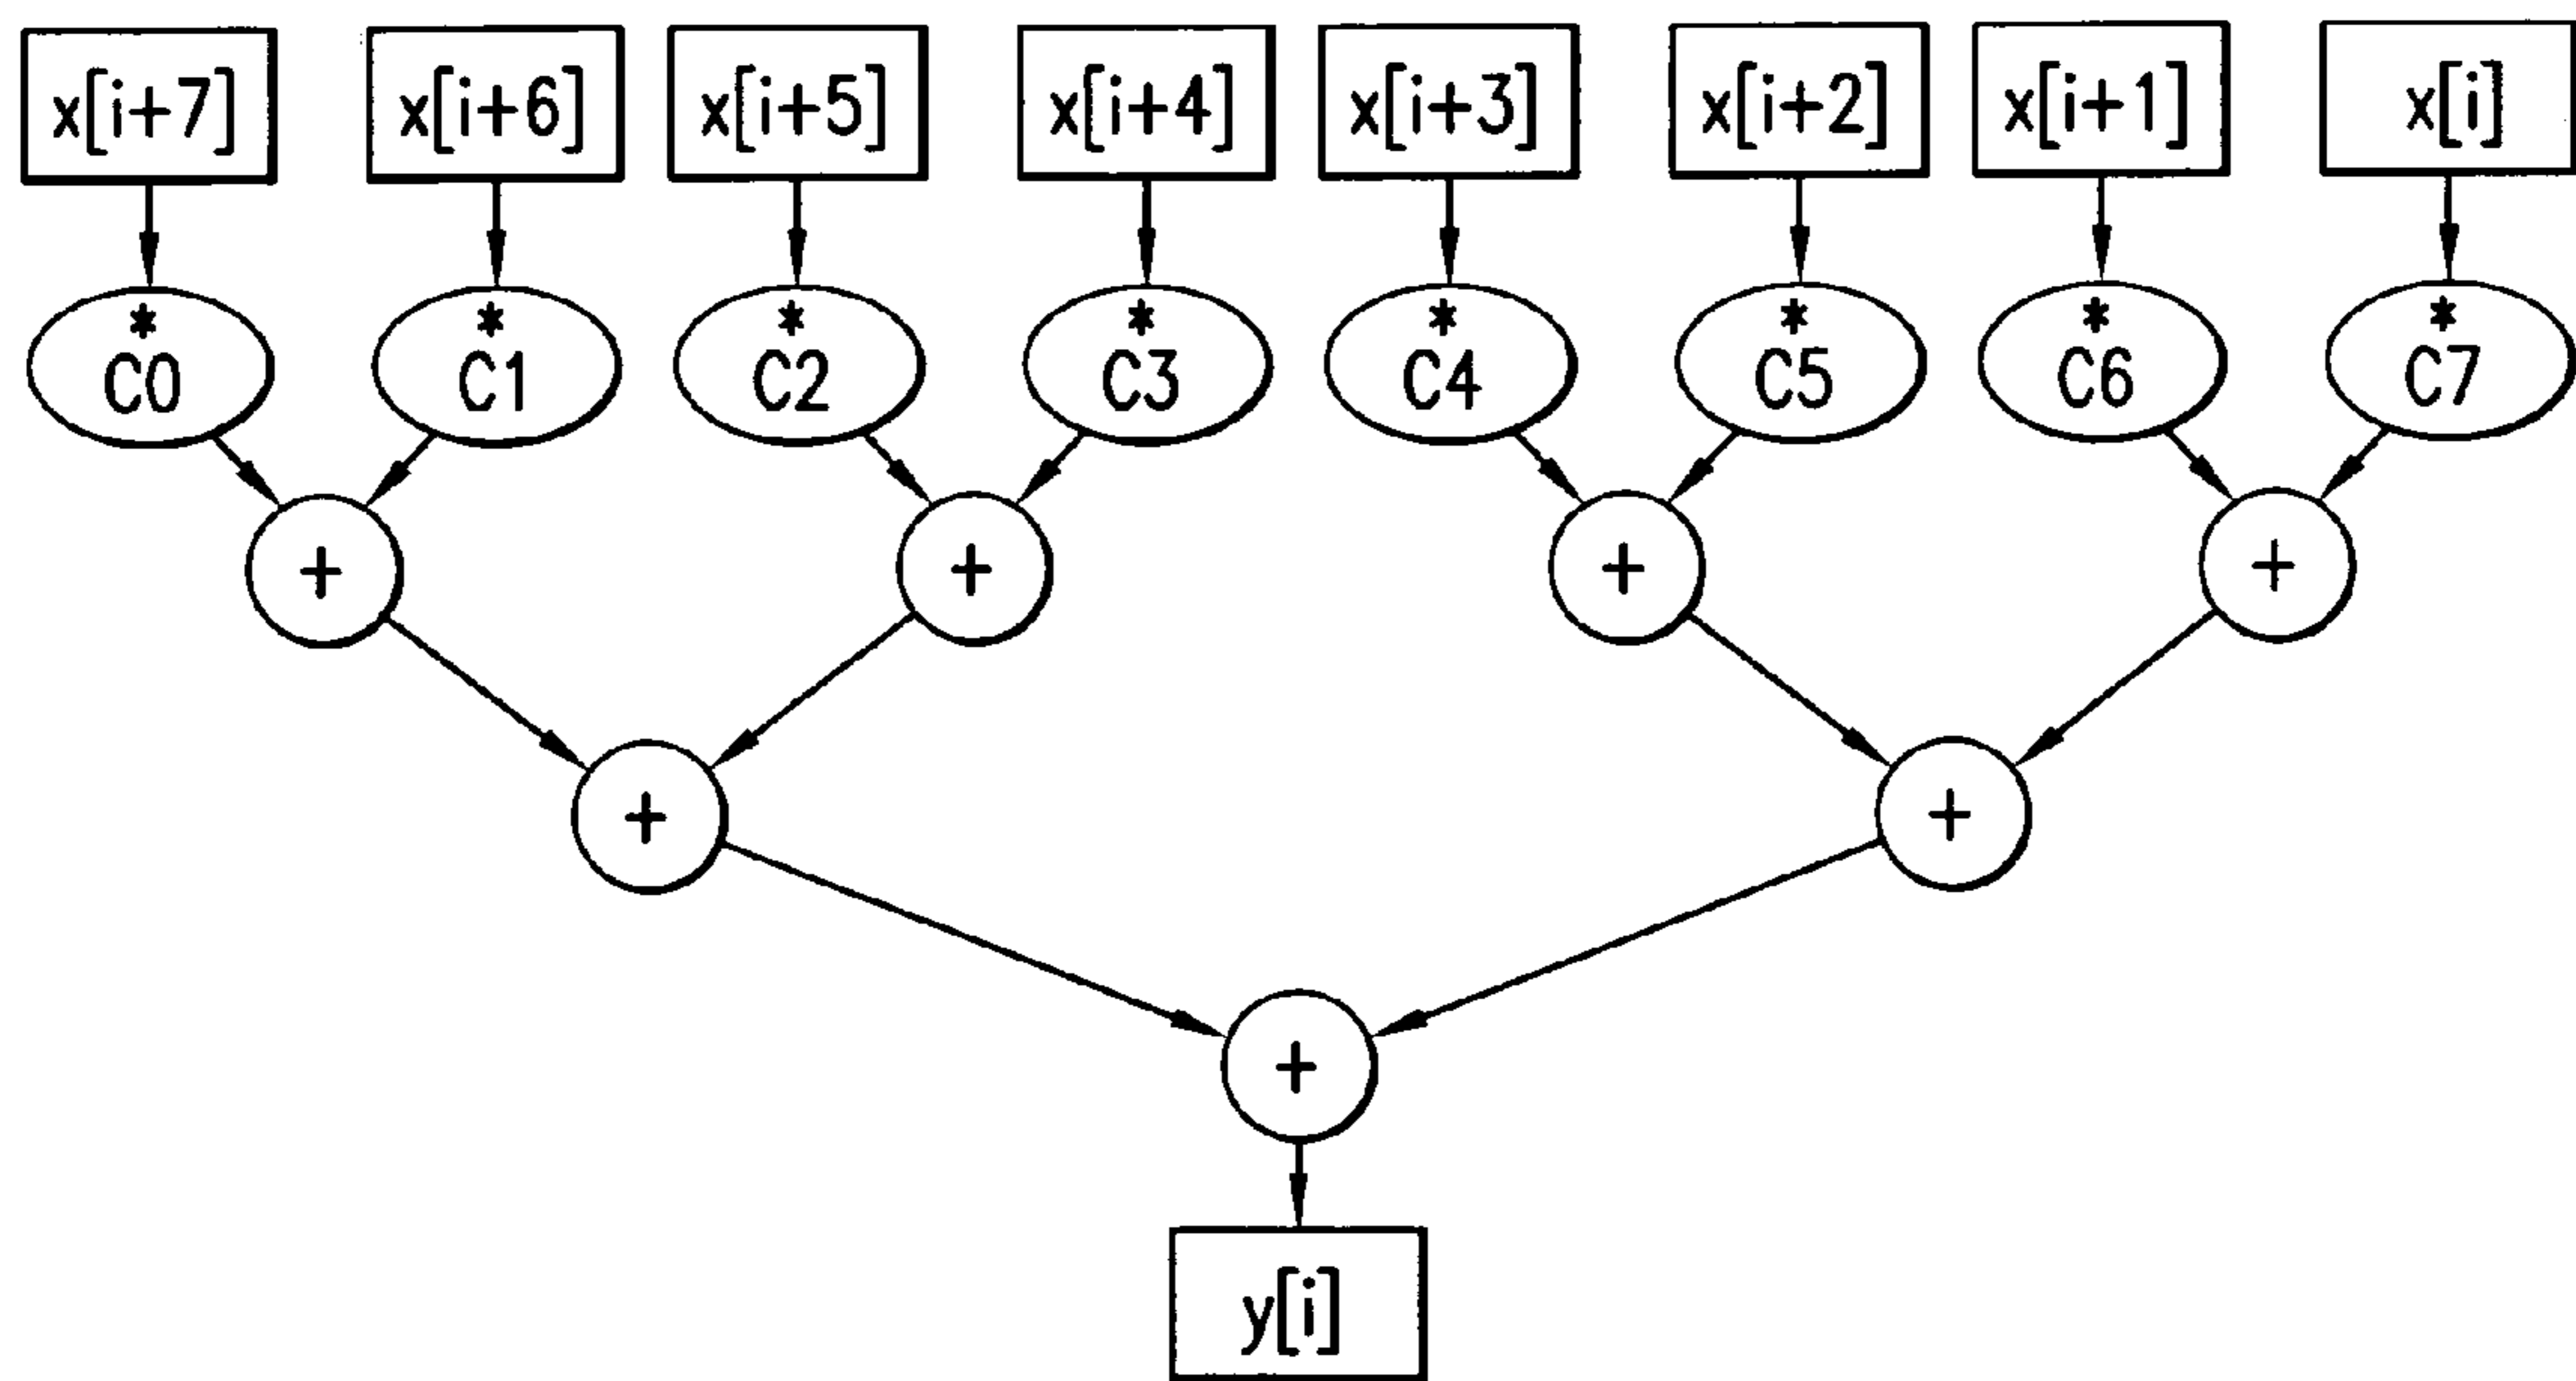 x[i+7] x[i+6] x[i+5] x[i+4] x[i+3] x[i+2] x[i+1] x[i]
* * * * * * * *
C0 C1 C2 C3 C4 C5 C6 C7
+ + + +
+ +
+
y[i]